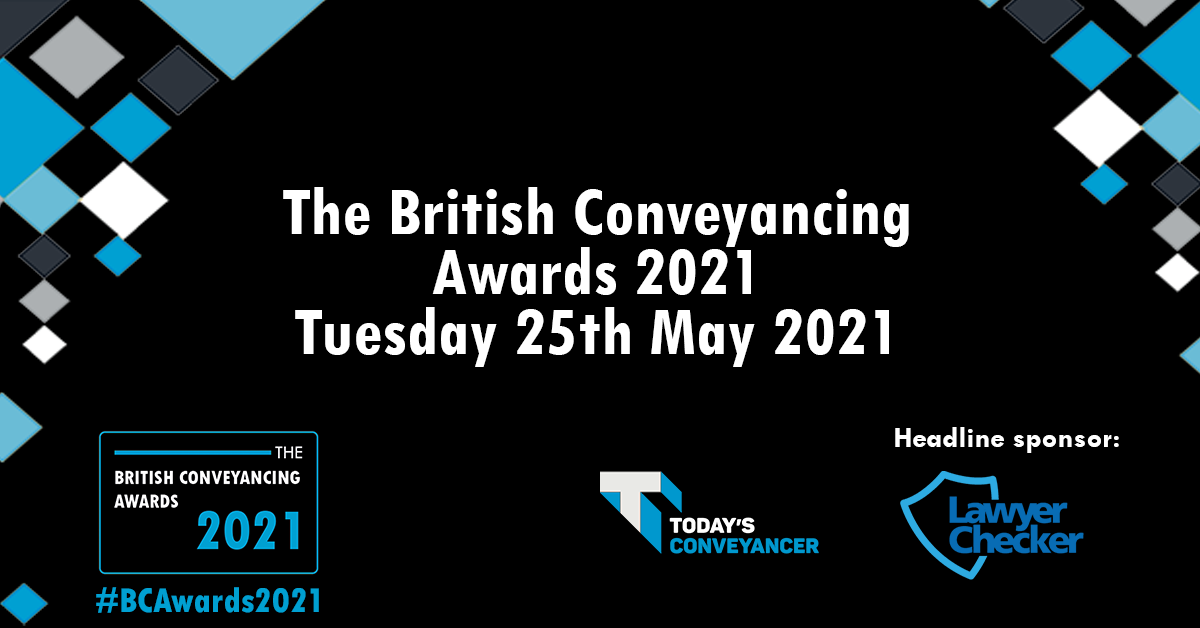 The British Conveyancing
Awards 2021
Tuesday 25th May 2021
THE
BRITISH CONVEYANCING
AWARDS
2021
#BCAwards2021
TODAY'S
CONVEYANCER
Headline sponsor:
Lawyer
Checker